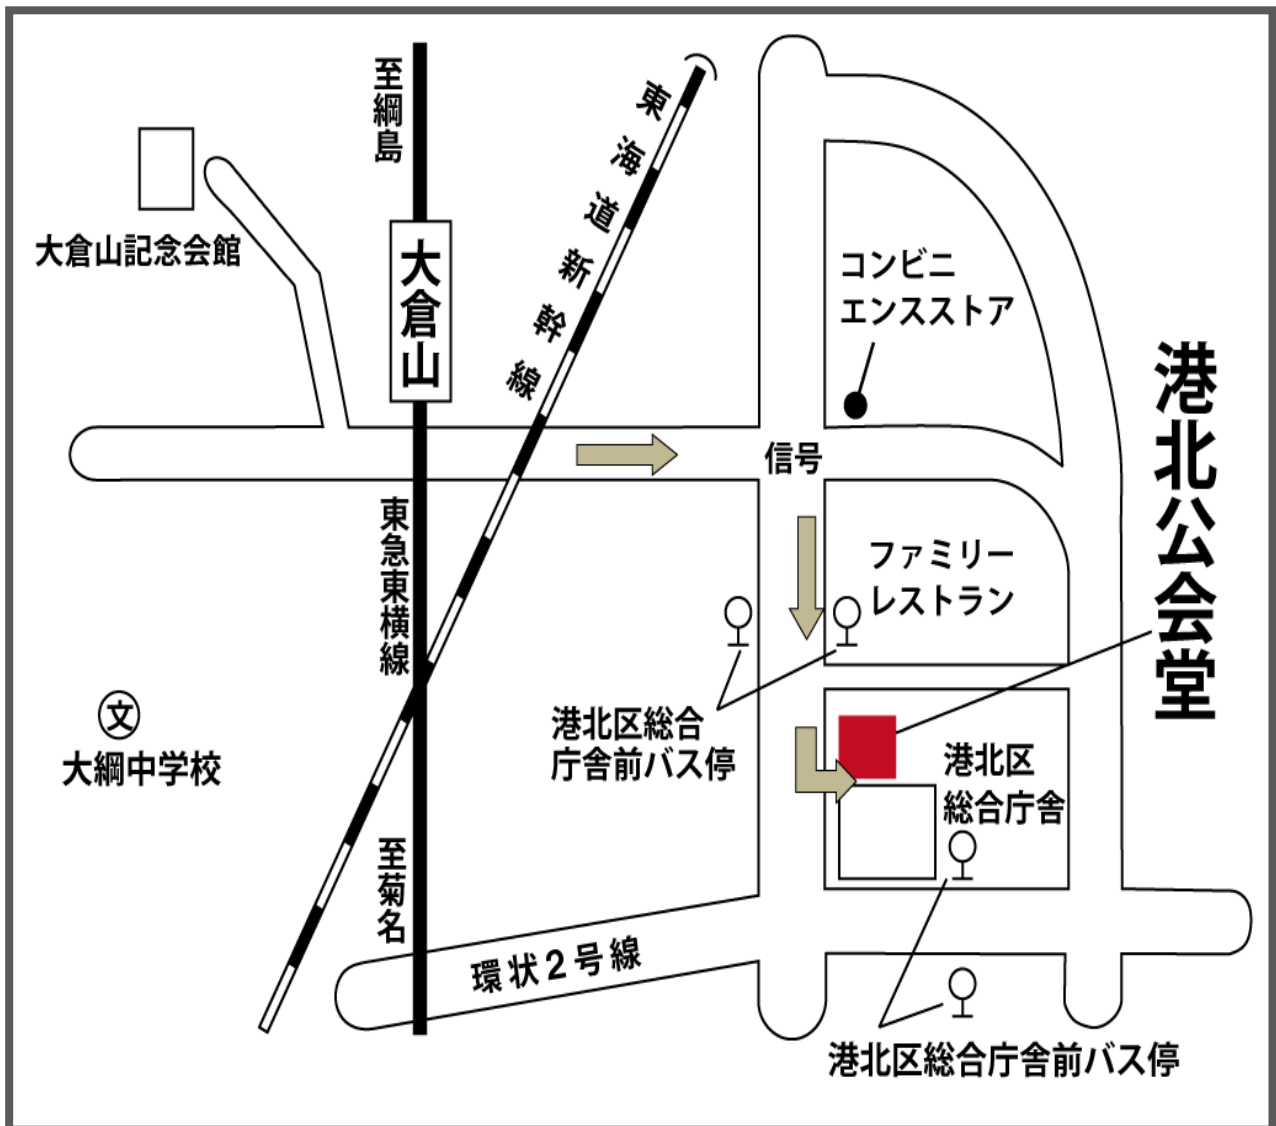 至綱島
東海道新幹線
大倉山記念会館
大倉山
コンビニ
エンスストア
港北公会堂
信号
東急東横線
ファミリー
レストラン
文
大綱中学校
港北区総合
庁舎前バス停
港北区
総合庁舎
至菊名
環状2号線
港北区総合庁舎前バス停